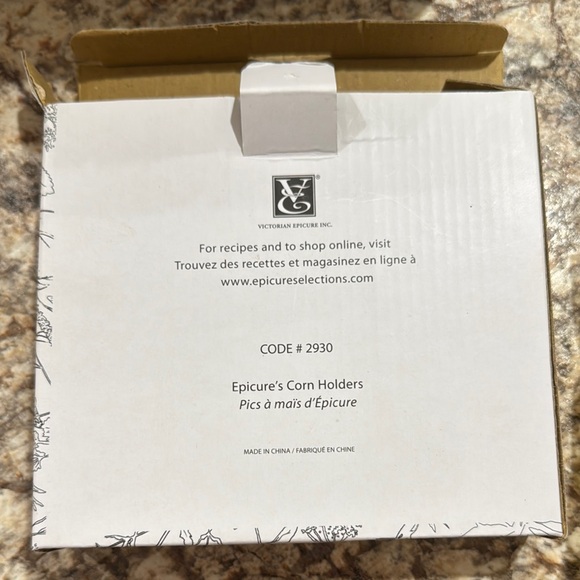 VE®
VICTORIAN EPICURE INC.
For recipes and to shop online, visit
Trouvez des recettes et magasinez en ligne à
www.epicureselections.com
CODE # 2930
Epicure's Corn Holders
Pics à maïs d'Épicure
MADE IN CHINA / FABRIQUÉ EN CHINE